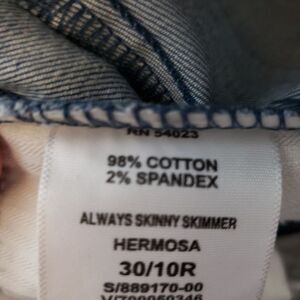 RN 54023
98% COTTON
2% SPANDEX
ALWAYS SKINNY SKIMMER
HERMOSA
30/10R
S/889170-00